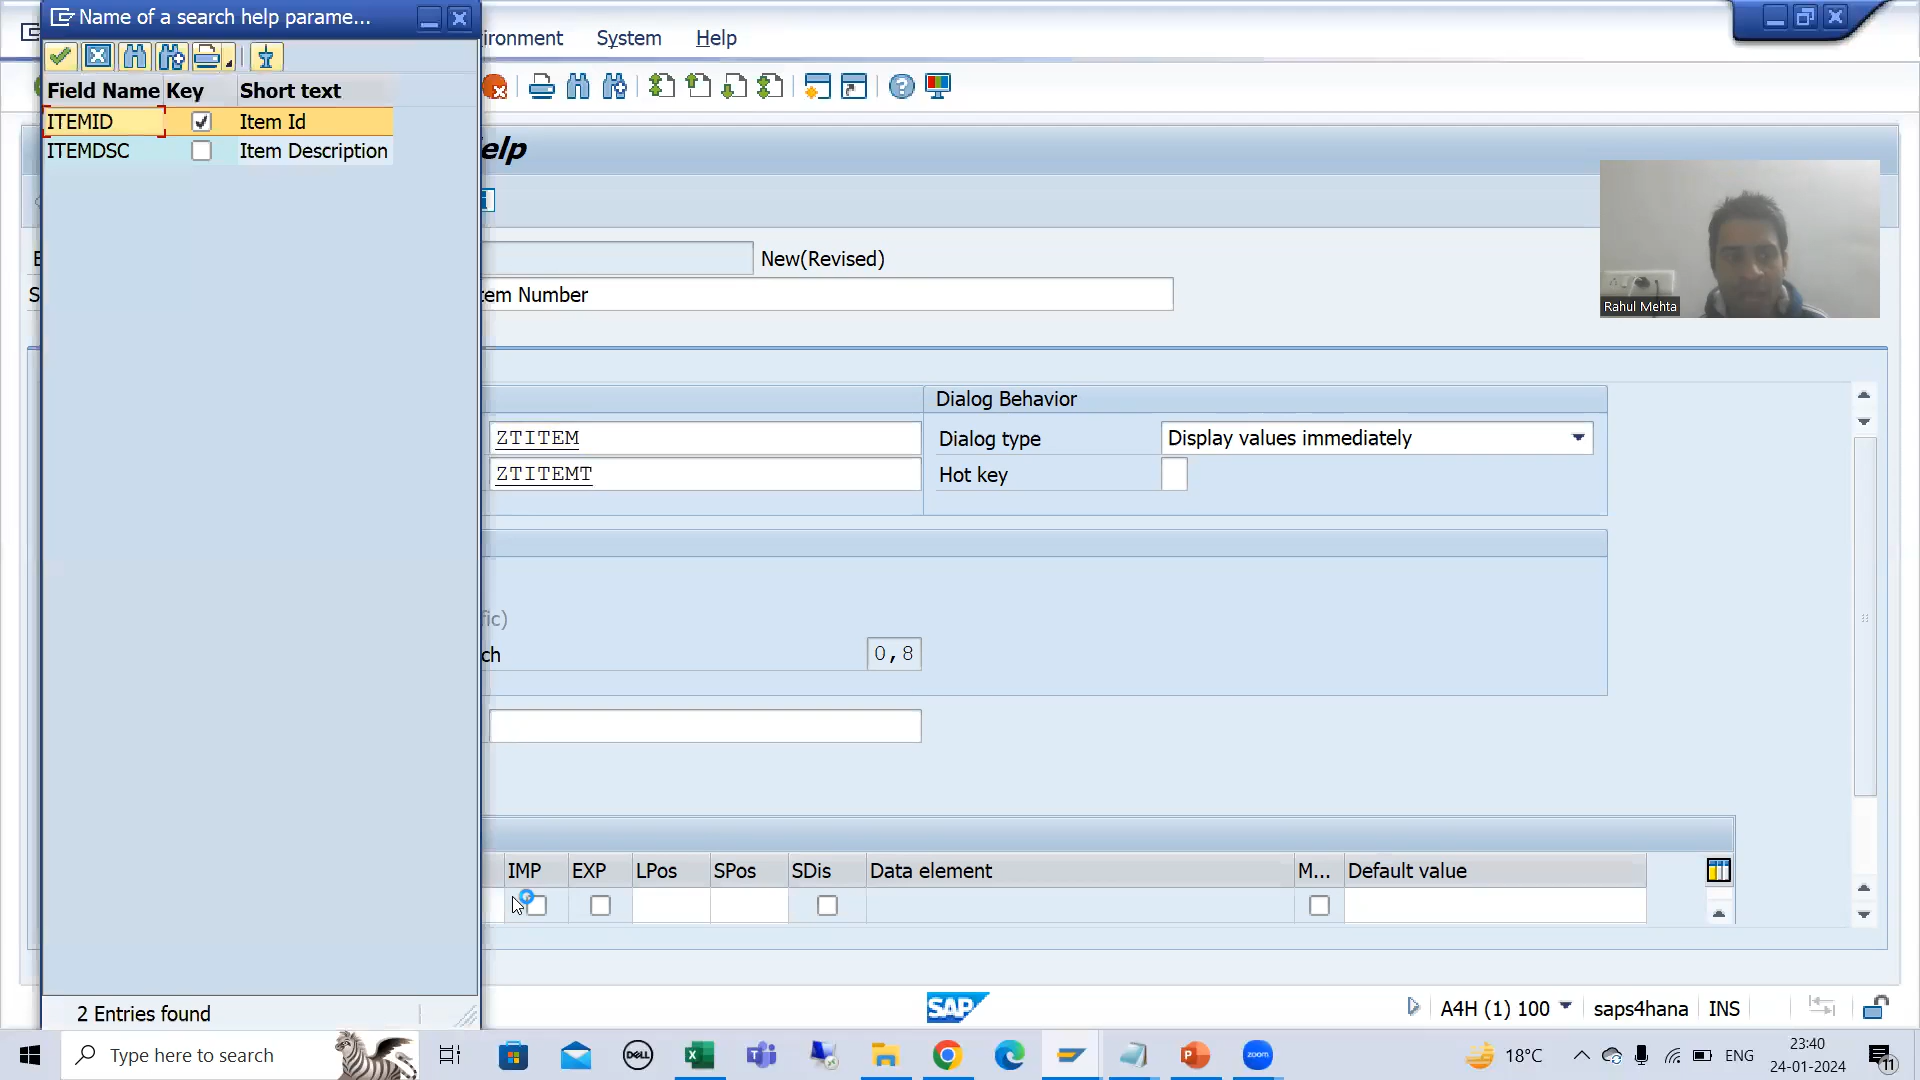 Name of a search help parame...
Field Name Key Short text
ITEMID Item Id
ITEMDSC Item Description
2 Entries found
ironment System Help
elp
New(Revised)
tem Number
Rahul Mehta
Dialog Behavior
ZTITEM
Dialog type Display values immediately
ZTITEMT
Hot key
fic)
ch 0,8
IMP EXP LPos SPos SDis Data element M... Default value
SAP
A4H (1) 100 saps4hana INS
Type here to search
DELL
zoom
18°C
ENG
23:40
24-01-2024
11